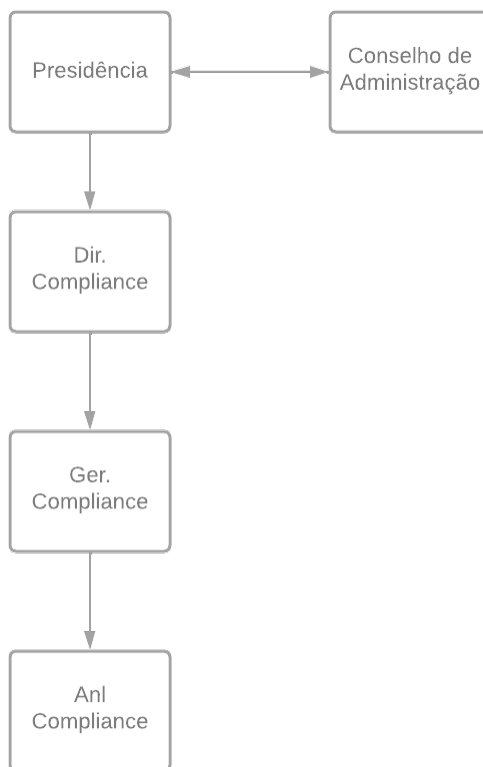 Presidência
Conselho de
Administração
Dir.
Compliance
Ger.
Compliance
Anl
Compliance